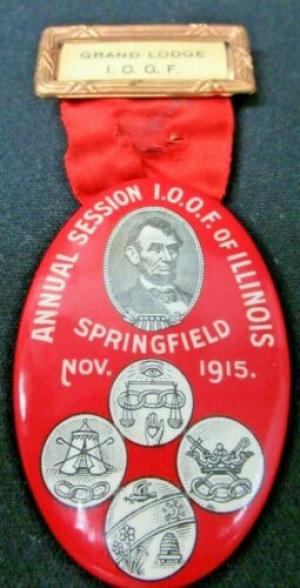 GRAND LODGE
I. O. O. F.
ANNUAL SESSION I.O.O.F. OF ILLINOIS
SPRINGFIELD
NOV. 1915.